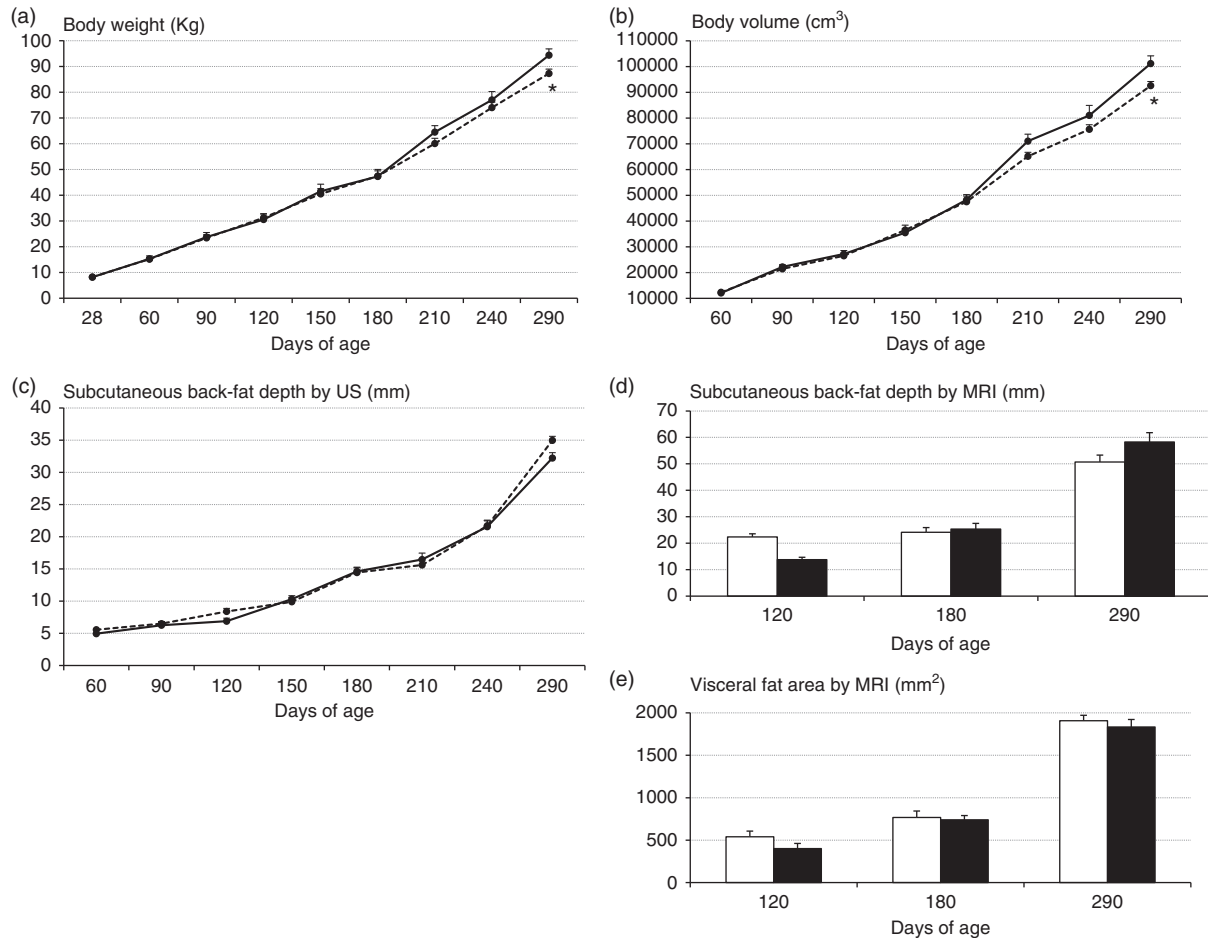 (a)
Body weight (Kg)
100
90
80
70
60
50
40
30
20
10
0
28 60 90 120 150 180 210 240 290
Days of age
*
(b)
Body volume (cm³)
110000
100000
90000
80000
70000
60000
50000
40000
30000
20000
10000
60 90 120 150 180 210 240 290
Days of age
*
(c)
Subcutaneous back-fat depth by US (mm)
40
35
30
25
20
15
10
5
0
60 90 120 150 180 210 240 290
Days of age
(d)
Subcutaneous back-fat depth by MRI (mm)
70
60
50
40
30
20
10
0
120 180 290
Days of age
(e)
Visceral fat area by MRI (mm²)
2000
1500
1000
500
0
120 180 290
Days of age